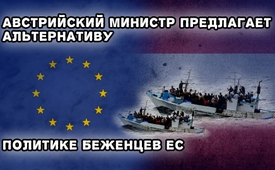 АВСТРИЙСКИЙ МИНИСТР ПРЕДЛАГАЕТ
АЛЬТЕРНАТИВУ
ПОЛИТИКЕ БЕЖЕНЦЕВ ЕС